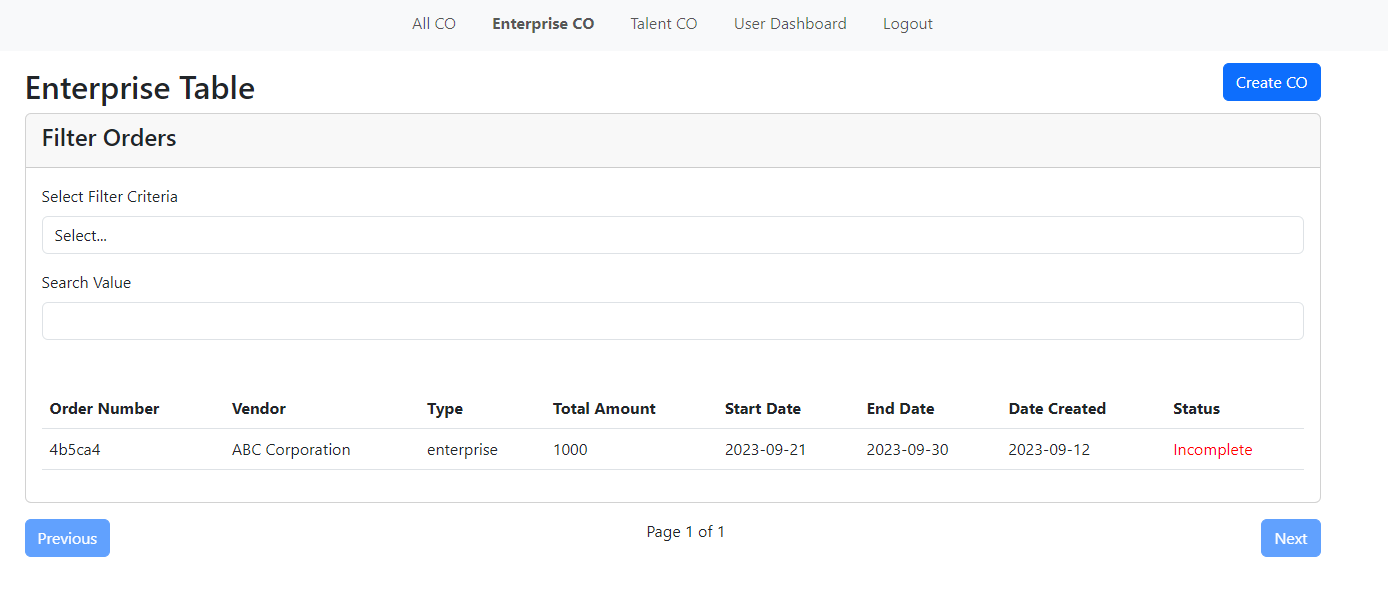 All CO Enterprise CO Talent CO User Dashboard Logout
Enterprise Table
Create CO
Filter Orders
Select Filter Criteria
Select...
Search Value
Order Number Vendor Type Total Amount Start Date End Date Date Created Status
4b5ca4 ABC Corporation enterprise 1000 2023-09-21 2023-09-30 2023-09-12 Incomplete
Previous Page 1 of 1 Next